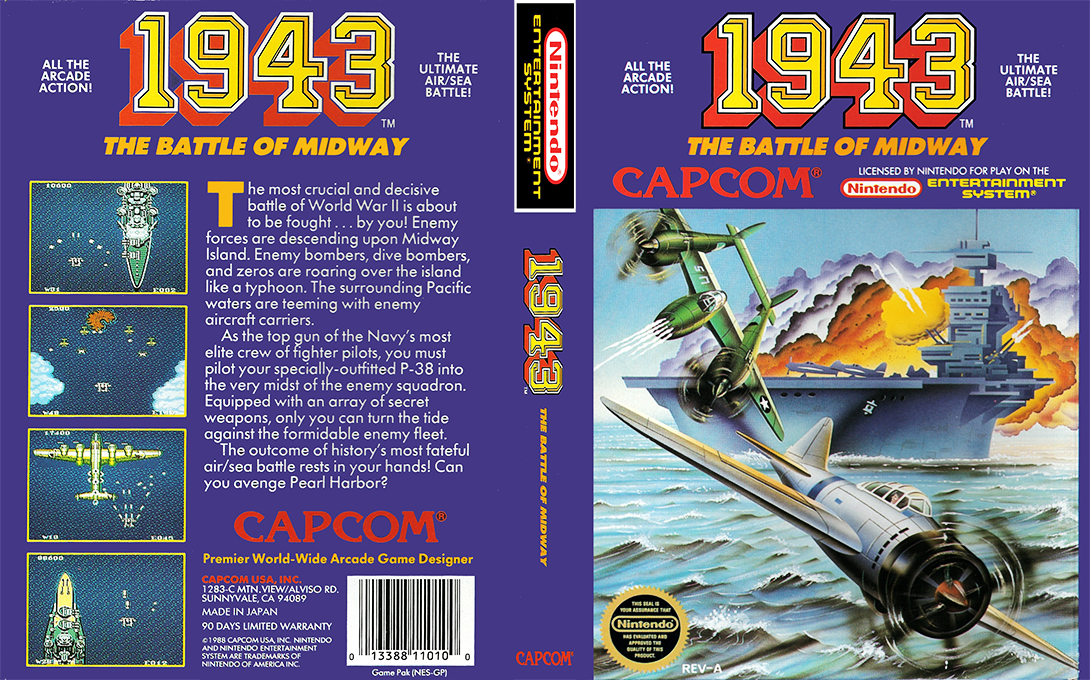 ALL THE
ARCADE
ACTION!
1943™
THE
ULTIMATE
AIR/SEA
BATTLE!
THE BATTLE OF MIDWAY
The most crucial and decisive
battle of World War II is about
to be fought . . . by you! Enemy
forces are descending upon Midway
Island. Enemy bombers, dive bombers,
and zeros are roaring over the island
like a typhoon. The surrounding Pacific
waters are teeming with enemy
aircraft carriers.
As the top gun of the Navy's most
elite crew of fighter pilots, you must
pilot your specially-outfitted P-38 into
the very midst of the enemy squadron.
Equipped with an array of secret
weapons, only you can turn the tide
against the formidable enemy fleet.
The outcome of history's most fateful
air/sea battle rests in your hands! Can
you avenge Pearl Harbor?
10600
17400
88600
CAPCOM®
Premier World-Wide Arcade Game Designer
CAPCOM USA, INC.
1283-C MTN. VIEW/ALVISO RD.
SUNNYVALE, CA 94089
MADE IN JAPAN
90 DAYS LIMITED WARRANTY
©1988 CAPCOM USA, INC. NINTENDO
AND NINTENDO ENTERTAINMENT
SYSTEM ARE TRADEMARKS OF
NINTENDO OF AMERICA INC.
0 13388 11010 0
Game Pak (NES-GP)
Nintendo
ENTERTAINMENT
SYSTEM®
1943™
THE BATTLE OF MIDWAY
CAPCOM®
ALL THE
ARCADE
ACTION!
1943™
THE
ULTIMATE
AIR/SEA
BATTLE!
THE BATTLE OF MIDWAY
CAPCOM®
LICENSED BY NINTENDO FOR PLAY ON THE
Nintendo ENTERTAINMENT
SYSTEM®
THIS SEAL IS
YOUR ASSURANCE THAT
Nintendo
HAS EVALUATED AND
APPROVED THE
QUALITY OF THIS
PRODUCT.
REV-A